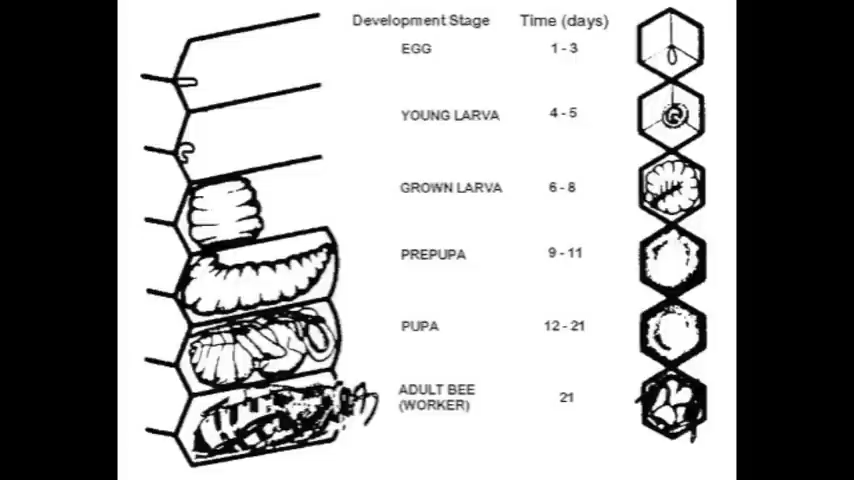 Development Stage Time (days)
EGG 1 - 3
YOUNG LARVA 4 - 5
GROWN LARVA 6 - 8
PREPUPA 9 - 11
PUPA 12 - 21
ADULT BEE 21
(WORKER)